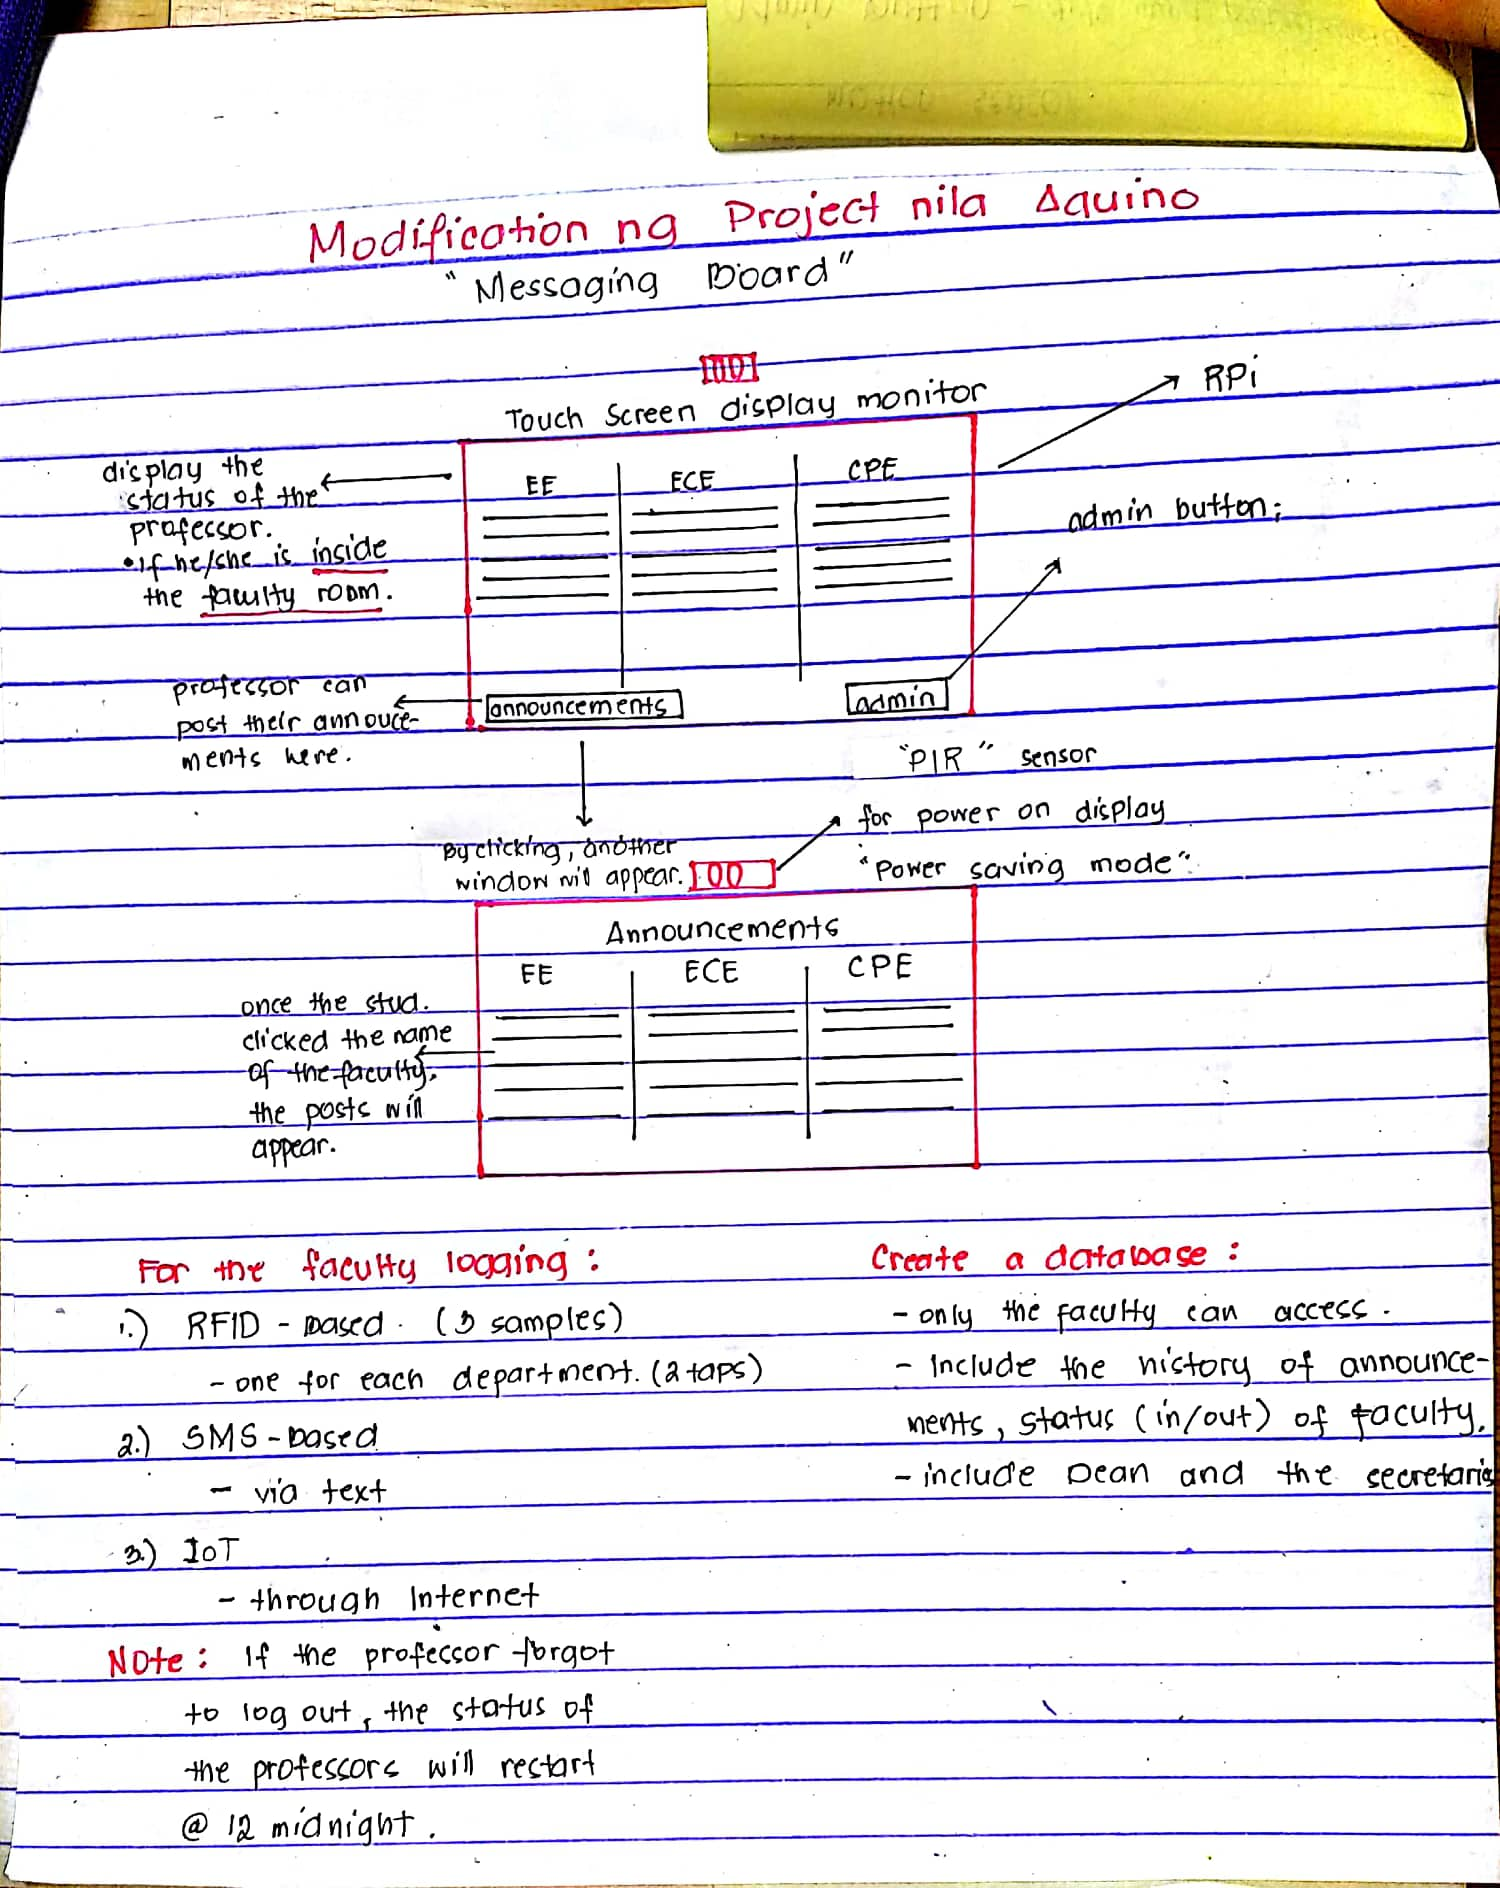 Modification ng Project nila Aquino
"Messaging Board"
Touch Screen display monitor
RPi
display the
status of the
professor.
•If he/she is inside
the faculty room.
EE
ECE
CPE
admin button;
professor can
post their annouce-
ments here.
announcements
admin
"PIR" sensor
for power on display
"Power saving mode"
By clicking, another
window will appear.
Announcements
EE
ECE
CPE
once the stud.
clicked the name
of the faculty,
the posts will
appear.
For the faculty logging :
1.) RFID - based. (3 samples)
- one for each department. (2 taps)
2.) SMS - based
- via text
3.) IoT
- through Internet
Note : If the professor forgot
to log out, the status of
the professors will restart
@ 12 midnight.
Create a database :
- only the faculty can access.
- Include the history of announce-
ments, status (in/out) of faculty.
- include Dean and the